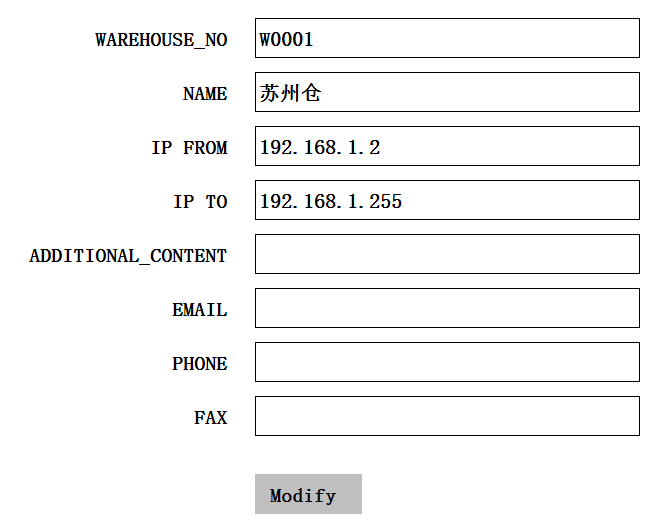 WAREHOUSE_NO W0001
NAME 苏州仓
IP FROM 192.168.1.2
IP TO 192.168.1.255
ADDITIONAL_CONTENT
EMAIL
PHONE
FAX
Modify